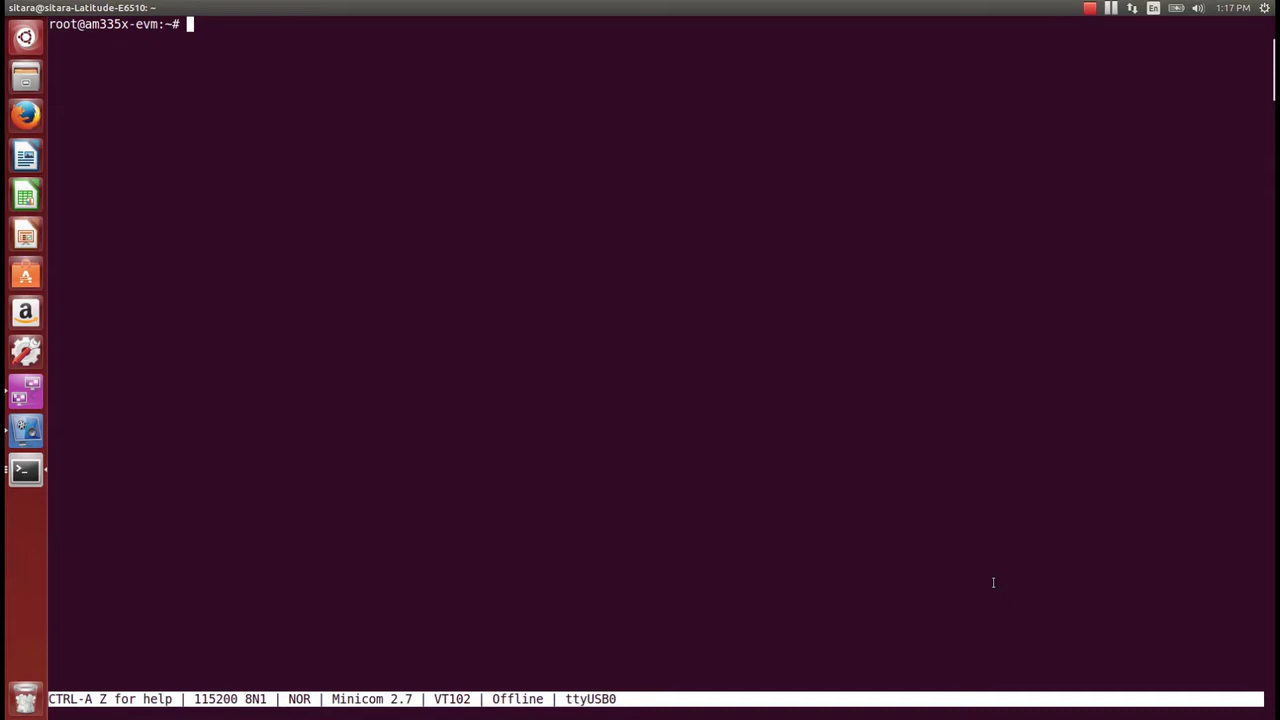 sitara@sitara-Latitude-E6510: ~
En
1:17 PM
root@am335x-evm:~#
CTRL-A Z for help | 115200 8N1 | NOR | Minicom 2.7 | VT102 | Offline | ttyUSB0